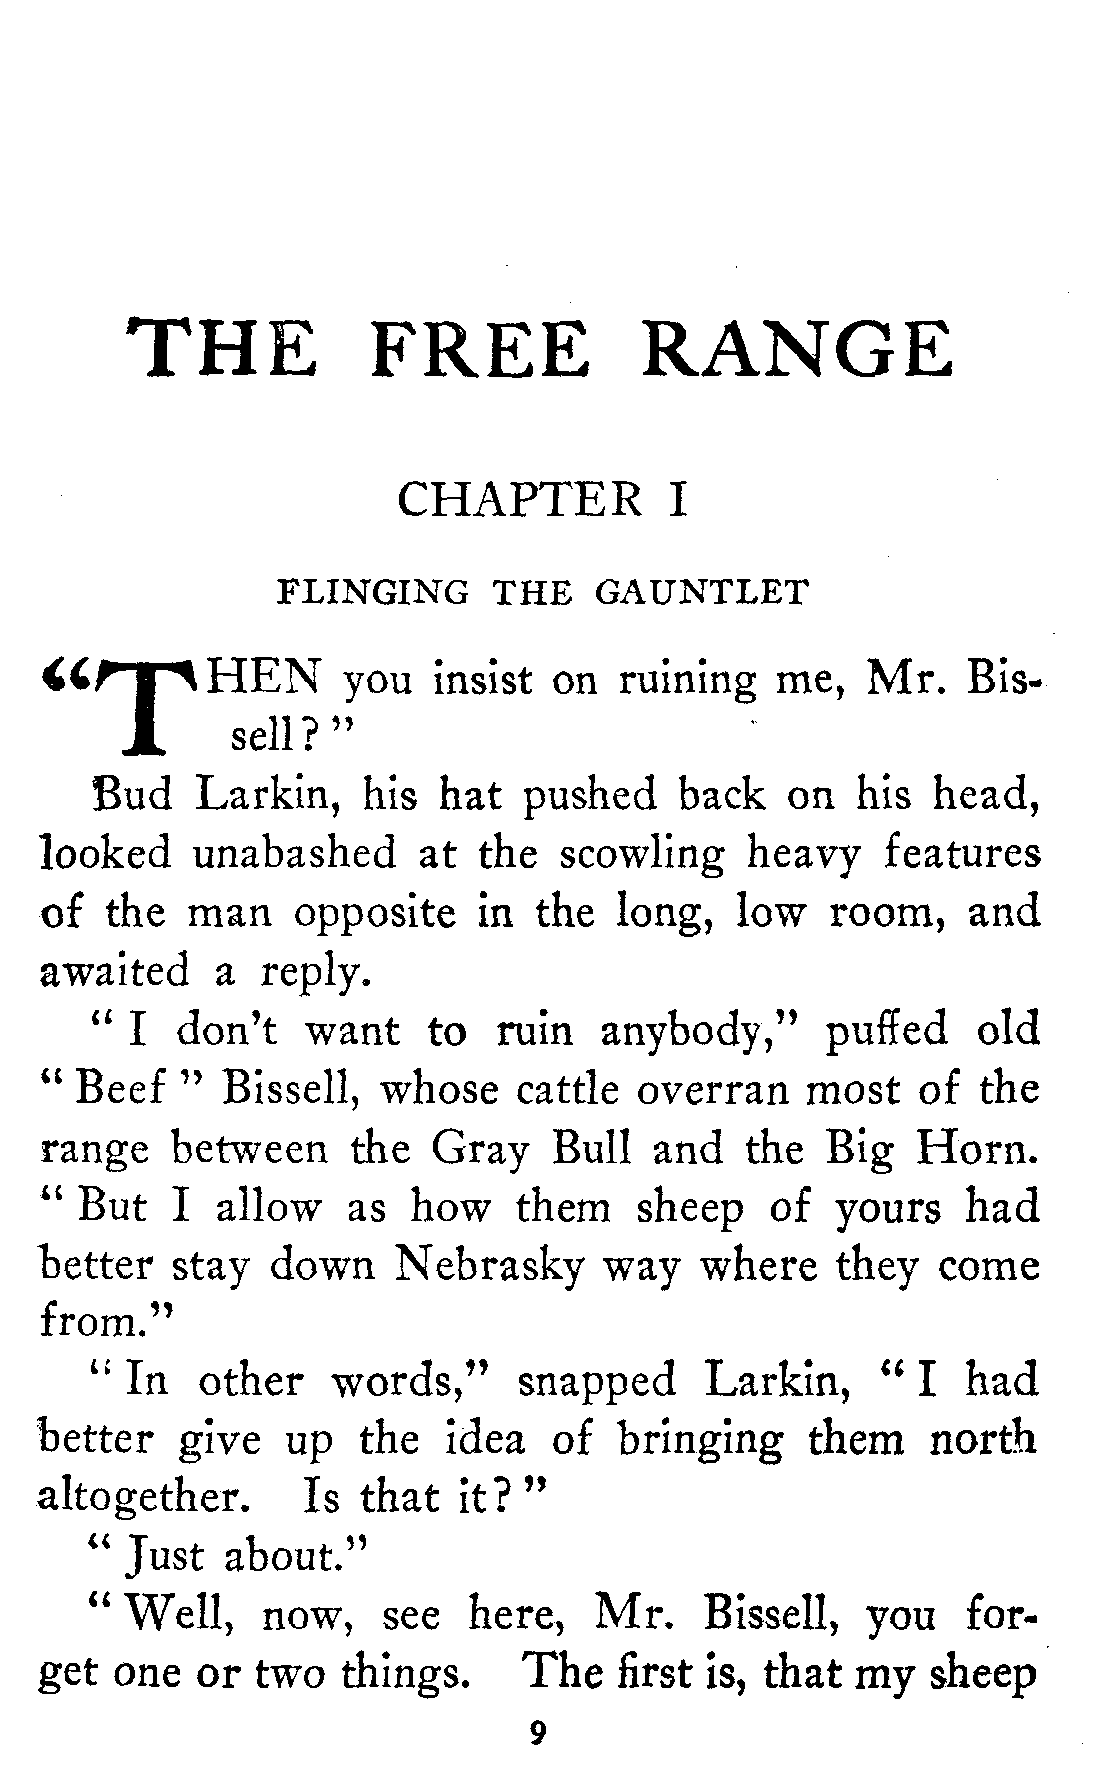 THE FREE RANGE
CHAPTER I
FLINGING THE GAUNTLET
“THEN you insist on ruining me, Mr. Bis-
sell?”
Bud Larkin, his hat pushed back on his head,
looked unabashed at the scowling heavy features
of the man opposite in the long, low room, and
awaited a reply.
“I don’t want to ruin anybody,” puffed old
“Beef” Bissell, whose cattle overran most of the
range between the Gray Bull and the Big Horn.
“But I allow as how them sheep of yours had
better stay down Nebrasky way where they come
from.”
“In other words,” snapped Larkin, “I had
better give up the idea of bringing them north
altogether. Is that it?”
“Just about.”
“Well, now, see here, Mr. Bissell, you for-
get one or two things. The first is, that my sheep
9